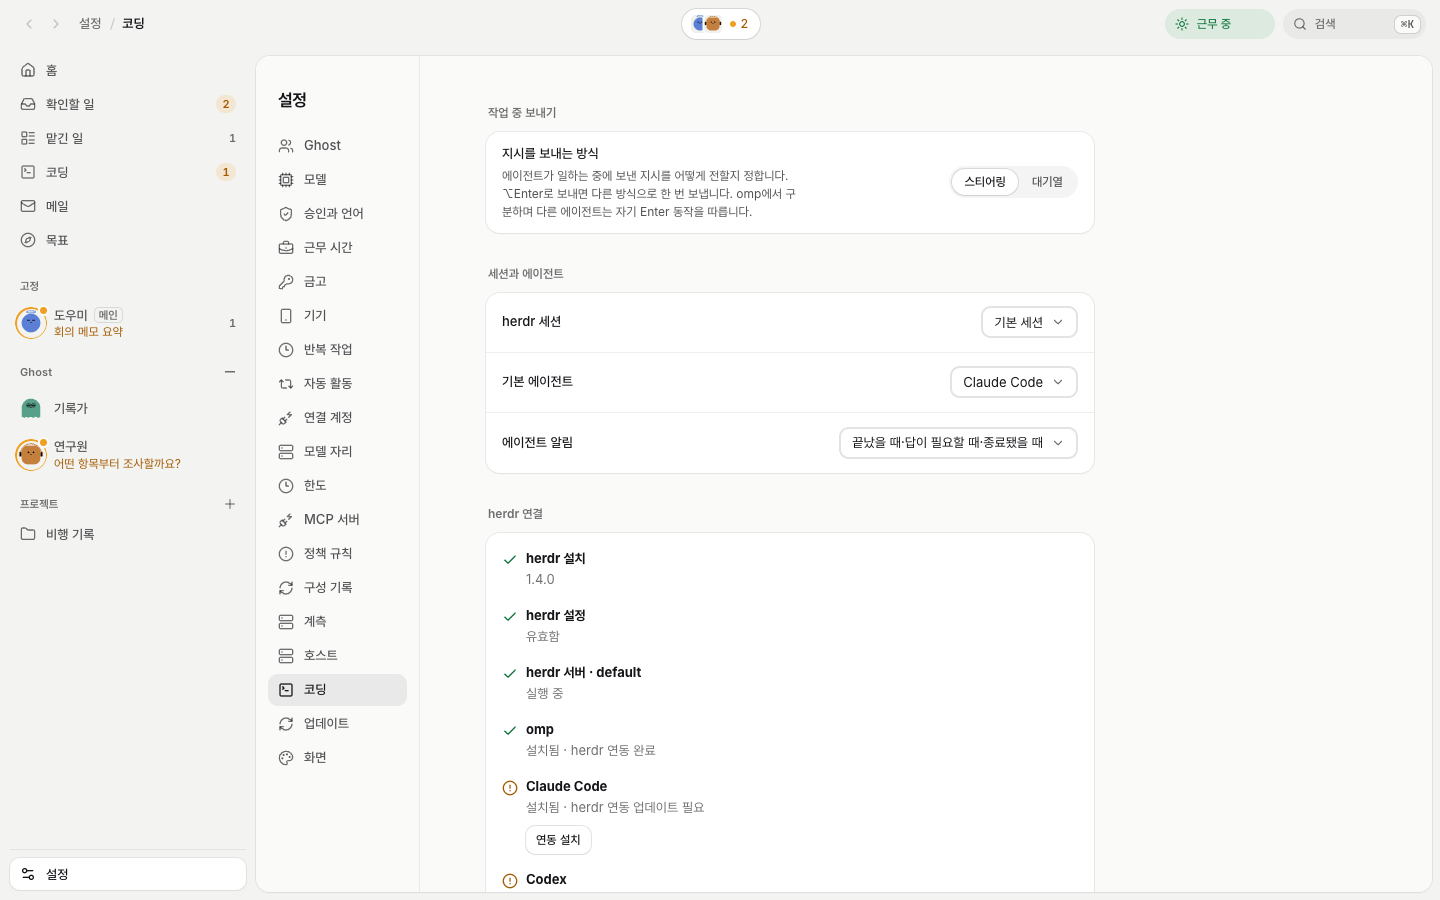 설정 / 코딩
2
근무 중
검색
⌘K
홈
확인할 일 2
맡긴 일 1
코딩 1
메일
목표
고정
도우미 메인
회의 메모 요약
1
Ghost
기록가
연구원
어떤 항목부터 조사할까요?
프로젝트
비행 기록
설정
설정
Ghost
모델
승인과 언어
근무 시간
금고
기기
반복 작업
자동 활동
연결 계정
모델 자리
한도
MCP 서버
정책 규칙
구성 기록
계측
호스트
코딩
업데이트
화면
작업 중 보내기
지시를 보내는 방식
에이전트가 일하는 중에 보낸 지시를 어떻게 전할지 정합니다.
⌥Enter로 보내면 다른 방식으로 한 번 보냅니다. omp에서 구
분하며 다른 에이전트는 자기 Enter 동작을 따릅니다.
스티어링 대기열
세션과 에이전트
herdr 세션 기본 세션
기본 에이전트 Claude Code
에이전트 알림 끝났을 때·답이 필요할 때·종료됐을 때
herdr 연결
herdr 설치
1.4.0
herdr 설정
유효함
herdr 서버 · default
실행 중
omp
설치됨 · herdr 연동 완료
Claude Code
설치됨 · herdr 연동 업데이트 필요
연동 설치
Codex